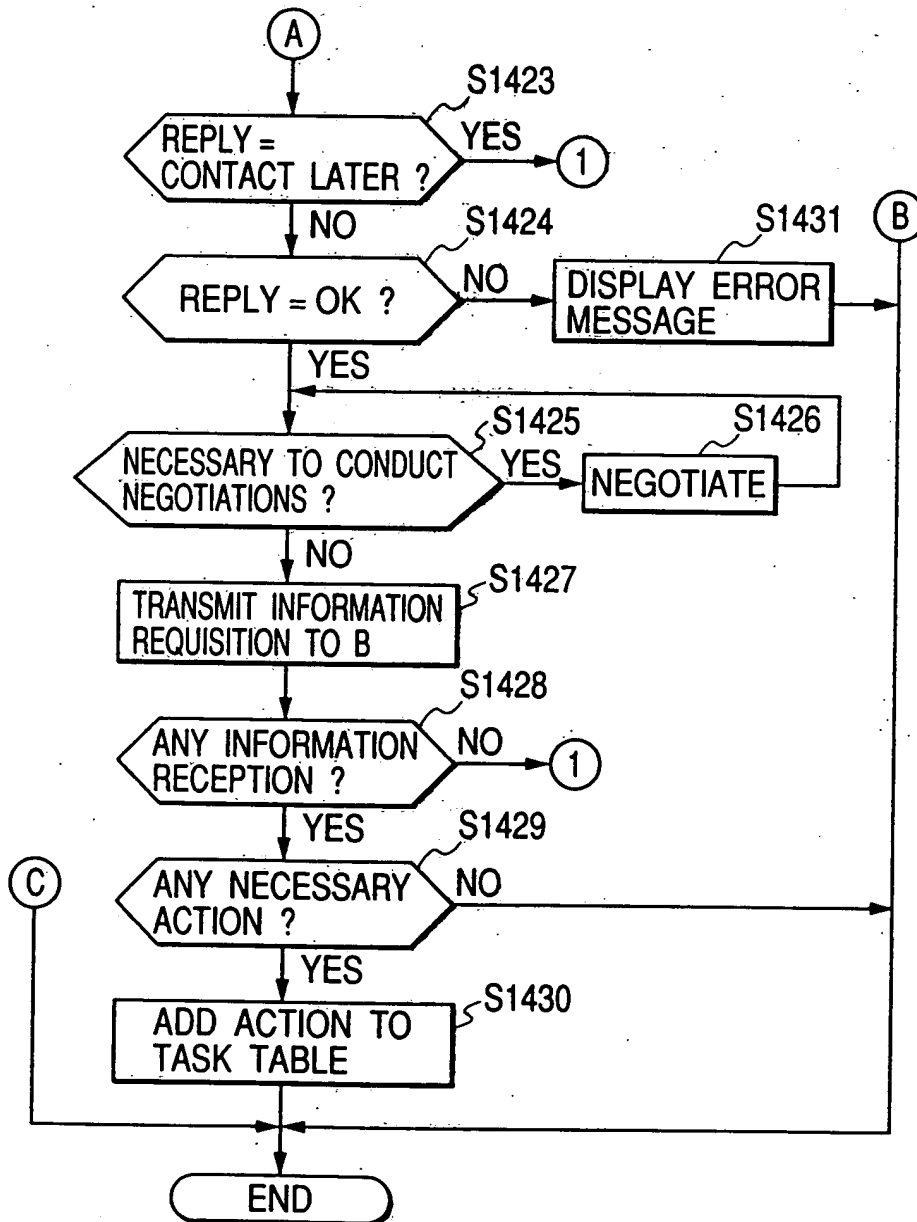 A
S1423
REPLY =
CONTACT LATER ?
YES
1
NO
B
S1424
REPLY = OK ?
NO
S1431
DISPLAY ERROR
MESSAGE
YES
S1425
NECESSARY TO CONDUCT
NEGOTIATIONS ?
YES
S1426
NEGOTIATE
NO
S1427
TRANSMIT INFORMATION
REQUISITION TO B
S1428
ANY INFORMATION
RECEPTION ?
NO
1
YES
S1429
C
ANY NECESSARY
ACTION ?
NO
YES
S1430
ADD ACTION TO
TASK TABLE
END